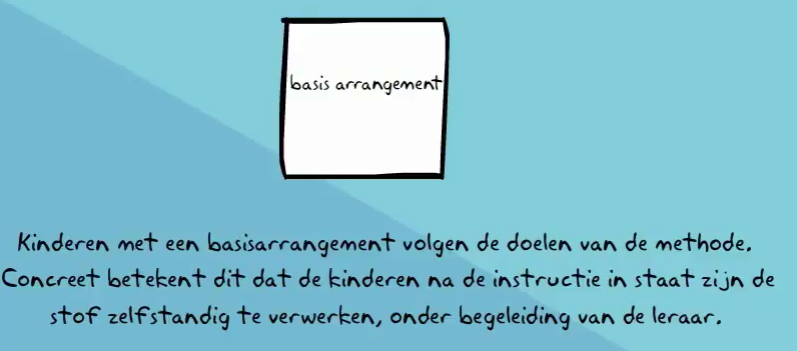 basis arrangement
Kinderen met een basisarrangement volgen de doelen van de methode.
Concreet betekent dit dat de kinderen na de instructie in staat zijn de
stof zelfstandig te verwerken, onder begeleiding van de leraar.